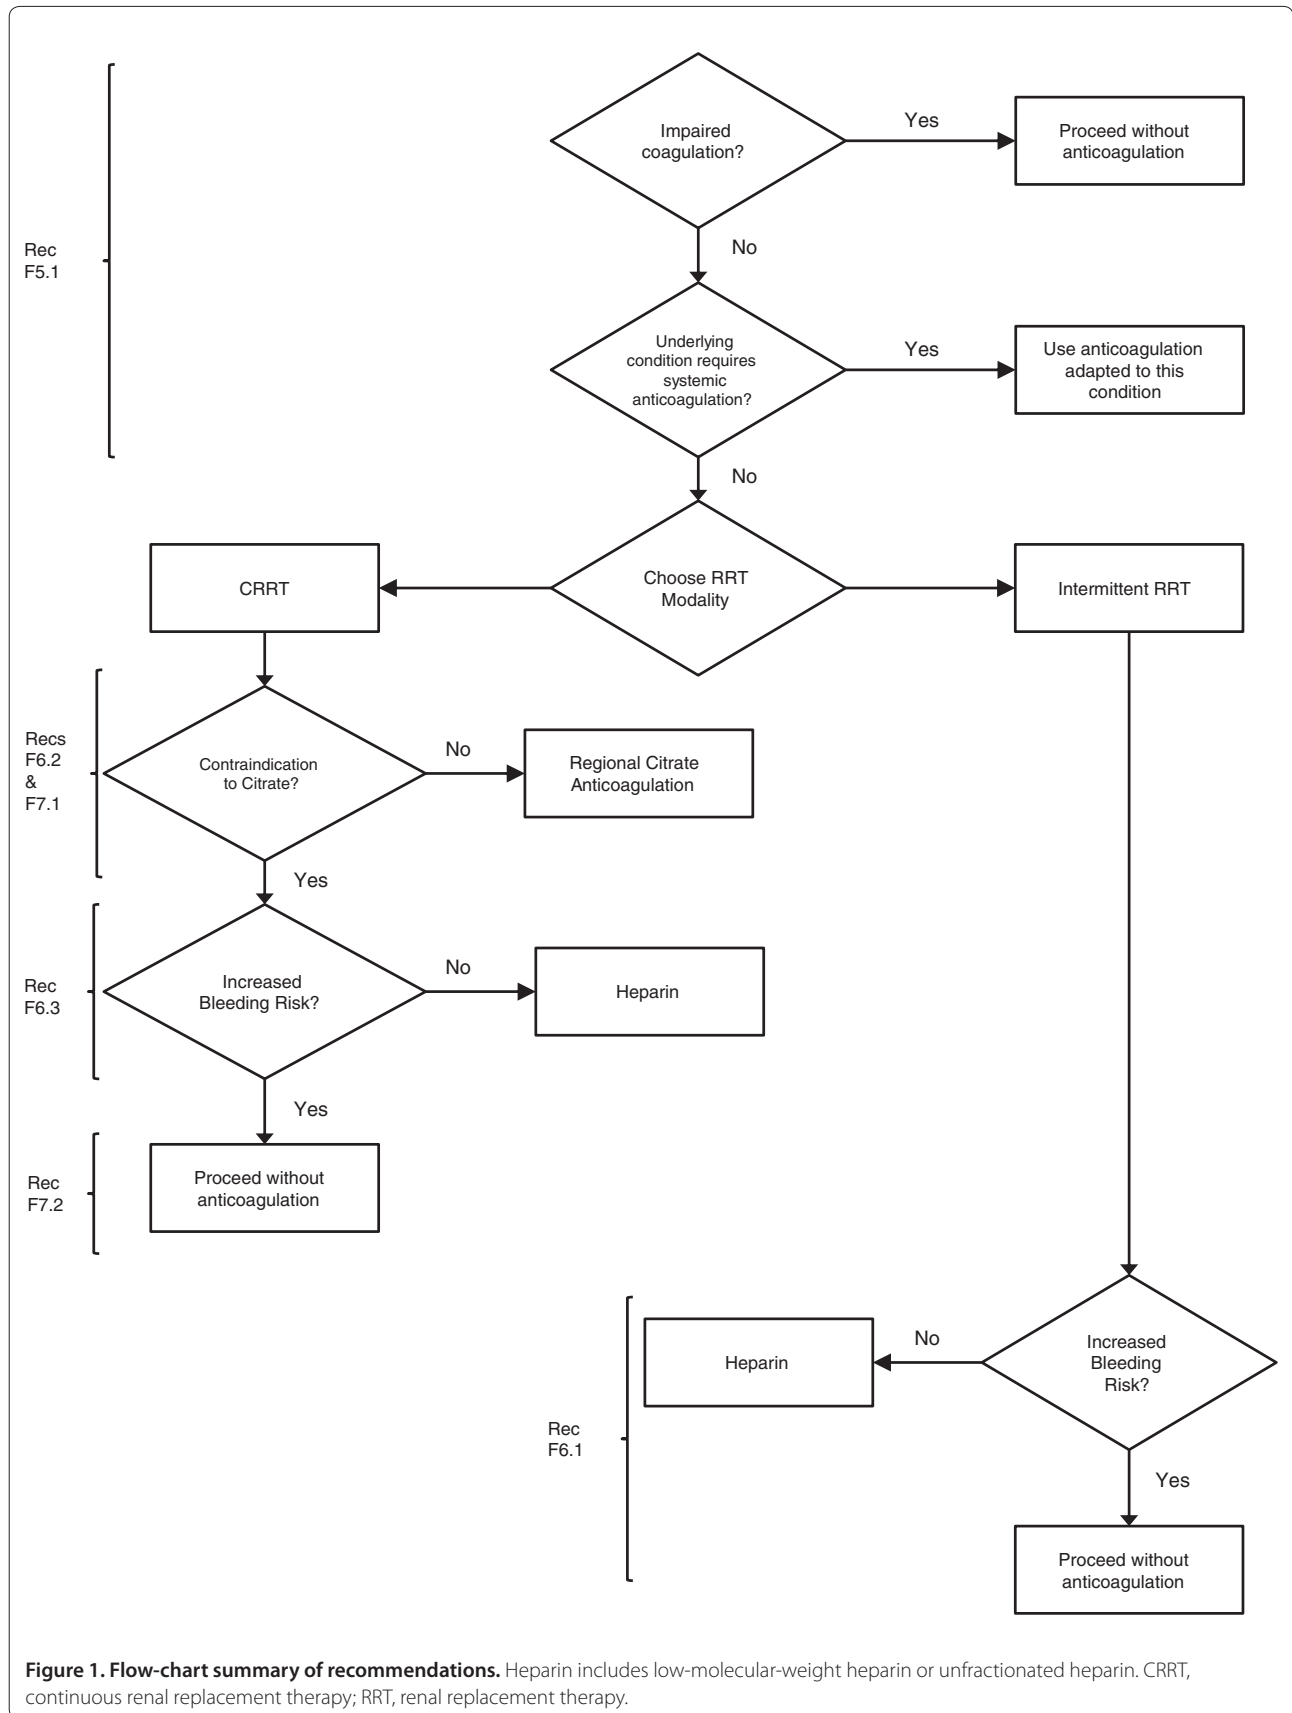 Impaired
coagulation?
Yes
Proceed without
anticoagulation
No
Rec
F5.1
Underlying
condition requires
systemic
anticoagulation?
Yes
Use anticoagulation
adapted to this
condition
No
CRRT
Choose RRT
Modality
Intermittent RRT
Recs
F6.2
&
F7.1
Contraindication
to Citrate?
No
Regional Citrate
Anticoagulation
Yes
Rec
F6.3
Increased
Bleeding Risk?
No
Heparin
Yes
Rec
F7.2
Proceed without
anticoagulation
Rec
F6.1
Heparin
No
Increased
Bleeding
Risk?
Yes
Proceed without
anticoagulation
Figure 1. Flow-chart summary of recommendations. Heparin includes low-molecular-weight heparin or unfractionated heparin. CRRT,
continuous renal replacement therapy; RRT, renal replacement therapy.